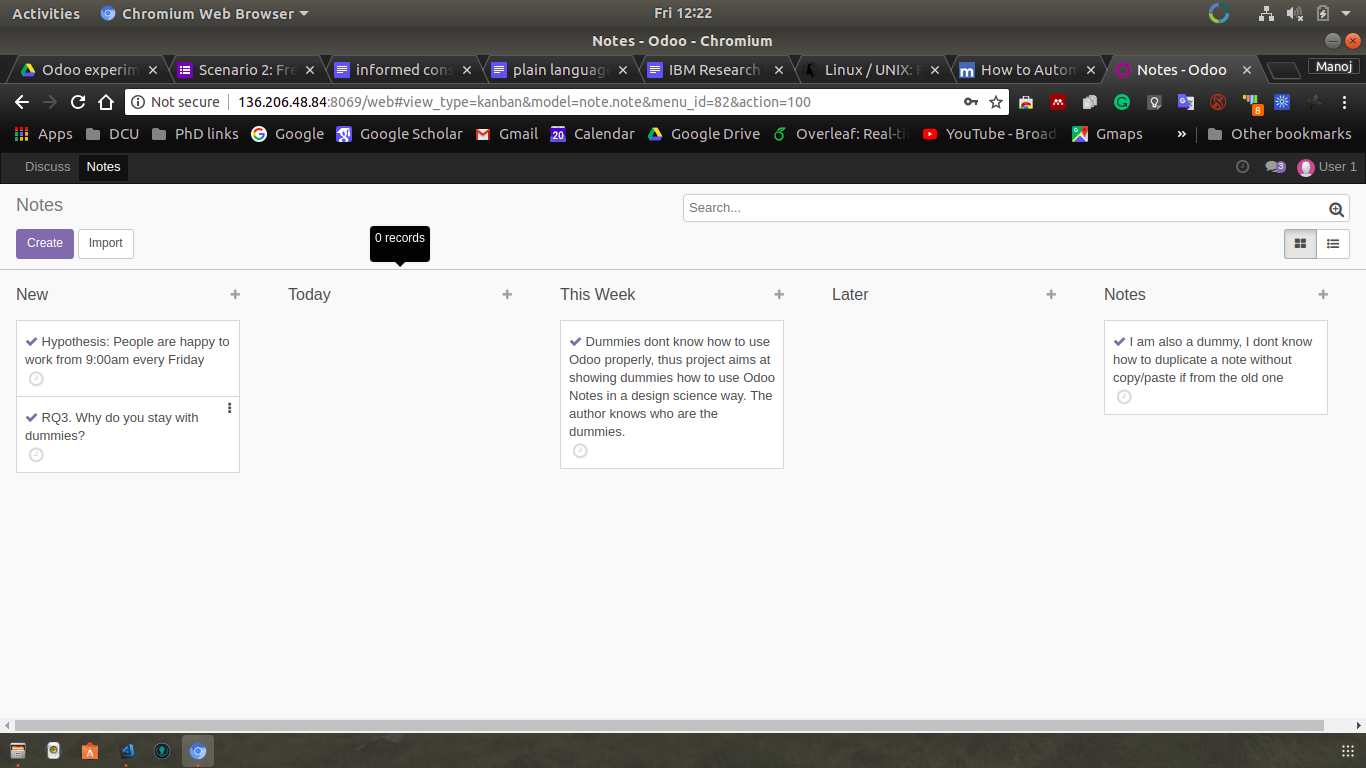 Activities Chromium Web Browser Fri 12:22
Notes - Odoo - Chromium
Odoo experim Scenario 2: Fre informed cons plain language IBM Research Linux / UNIX: E How to Autom Notes - Odoo Manoj
Not secure 136.206.48.84:8069/web#view_type=kanban&model=note.note&menu_id=82&action=100 8
Apps DCU PhD links Google Google Scholar Gmail 20 Calendar Google Drive Overleaf: Real-ti YouTube - Broad Gmaps » Other bookmarks
Discuss Notes 3 User 1
Notes Search...
Create Import 0 records
New Today This Week Later Notes
Hypothesis: People are happy to
work from 9:00am every Friday
RQ3. Why do you stay with
dummies?
Dummies dont know how to use
Odoo properly, thus project aims at
showing dummies how to use Odoo
Notes in a design science way. The
author knows who are the
dummies.
I am also a dummy, I dont know
how to duplicate a note without
copy/paste if from the old one